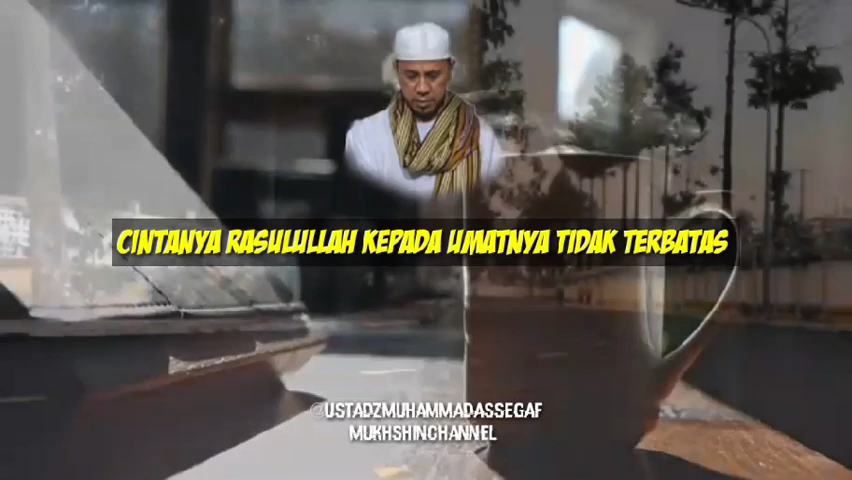 CINTANYA RASULULLAH KEPADA UMATNYA TIDAK TERBATAS
@USTADZMUHAMMADASSEGAF
MUKHSHINCHANNEL